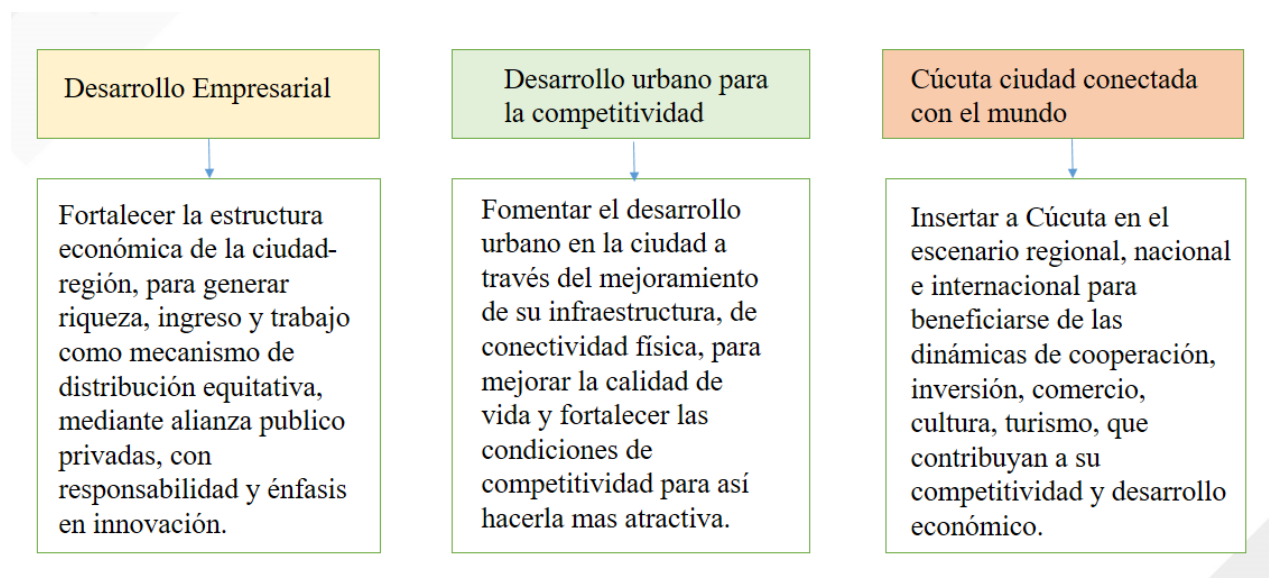 Desarrollo Empresarial
Fortalecer la estructura
económica de la ciudad-
región, para generar
riqueza, ingreso y trabajo
como mecanismo de
distribución equitativa,
mediante alianza publico
privadas, con
responsabilidad y énfasis
en innovación.
Desarrollo urbano para
la competitividad
Fomentar el desarrollo
urbano en la ciudad a
través del mejoramiento
de su infraestructura, de
conectividad física, para
mejorar la calidad de
vida y fortalecer las
condiciones de
competitividad para así
hacerla mas atractiva.
Cúcuta ciudad conectada
con el mundo
Insertar a Cúcuta en el
escenario regional, nacional
e internacional para
beneficiarse de las
dinámicas de cooperación,
inversión, comercio,
cultura, turismo, que
contribuyan a su
competitividad y desarrollo
económico.